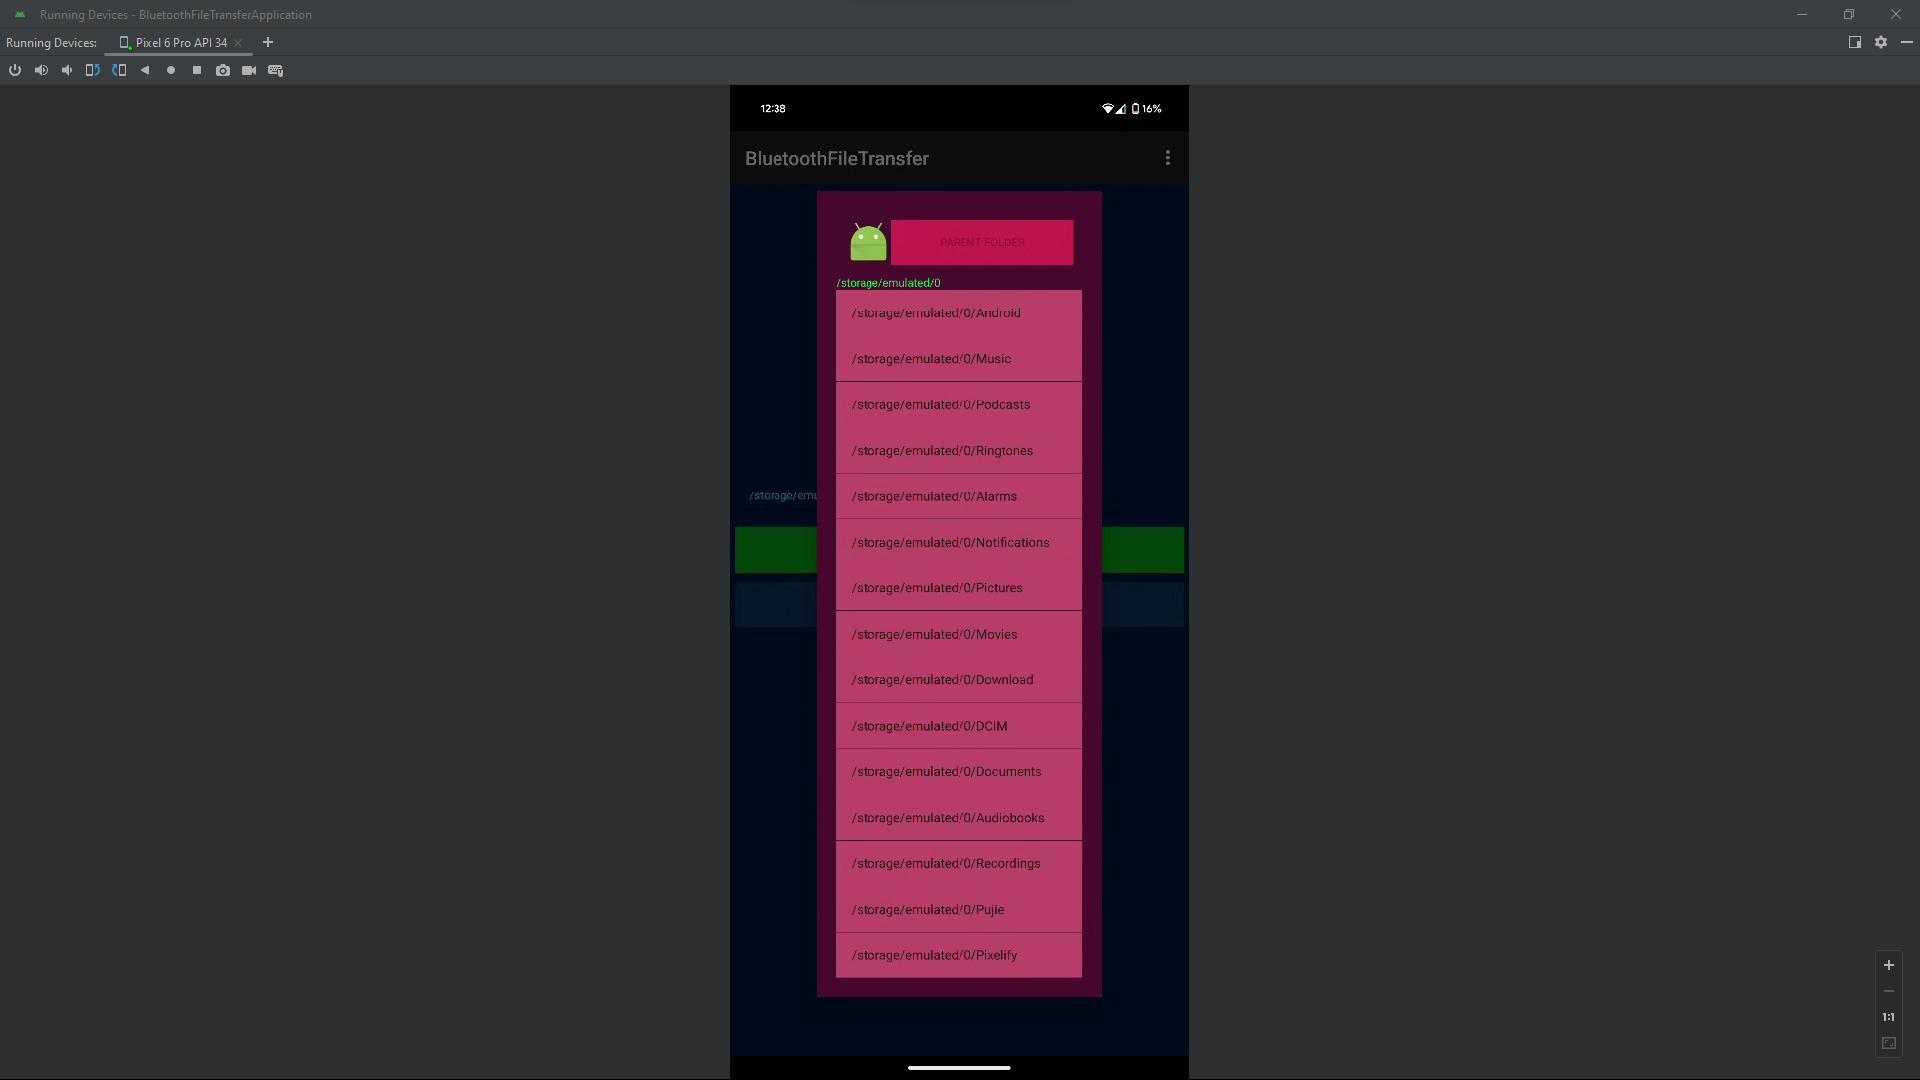 Running Devices - BluetoothFileTransferApplication
Running Devices: Pixel 6 Pro API 34
12:38 16%
BluetoothFileTransfer
PARENT FOLDER
/storage/emulated/0
/storage/emulated/0/Android
/storage/emulated/0/Music
/storage/emulated/0/Podcasts
/storage/emulated/0/Ringtones
/storage/emulated/0/Alarms
/storage/emu
/storage/emulated/0/Notifications
/storage/emulated/0/Pictures
/storage/emulated/0/Movies
/storage/emulated/0/Download
/storage/emulated/0/DCIM
/storage/emulated/0/Documents
/storage/emulated/0/Audiobooks
/storage/emulated/0/Recordings
/storage/emulated/0/Pujie
/storage/emulated/0/Pixelify
1:1